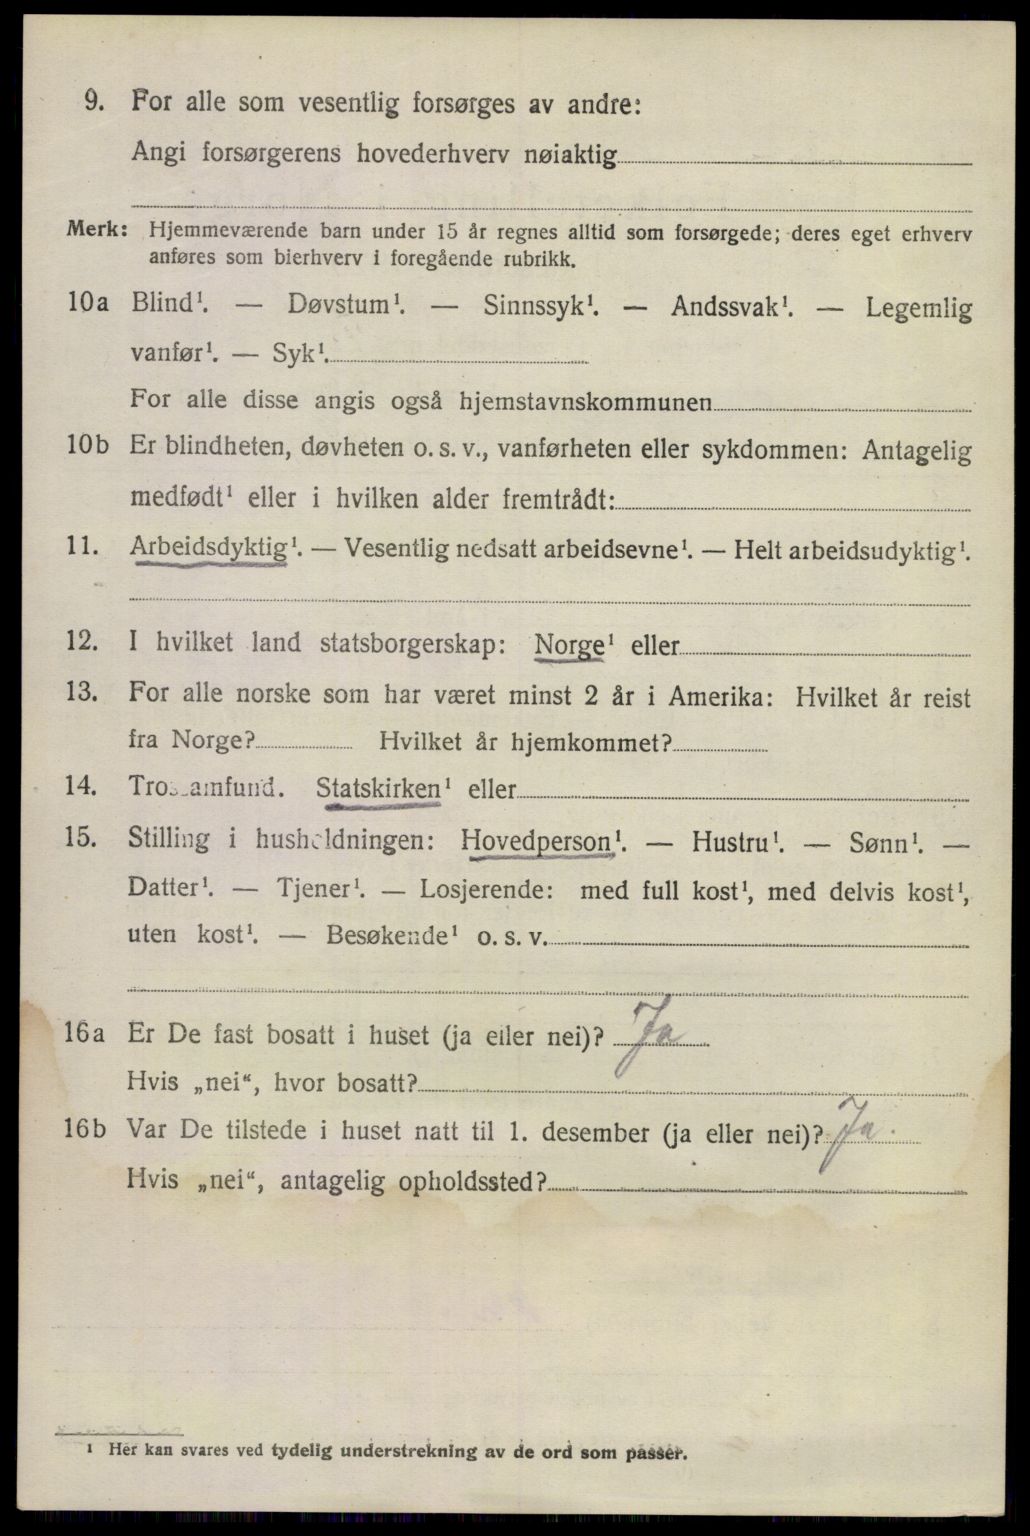 9. For alle som vesentlig forsørges av andre:
Angi forsørgerens hovederhverv nøiaktig
Merk: Hjemmeværende barn under 15 år regnes alltid som forsørgede; deres eget erhverv
anføres som bierhverv i foregående rubrikk.
10a Blind¹. — Døvstum¹. — Sinnssyk¹. — Andssvak¹. — Legemlig
vanfør¹. — Syk¹.
For alle disse angis også hjemstavnskommunen
10b Er blindheten, døvheten o. s. v., vanførheten eller sykdommen: Antagelig
medfødt¹ eller i hvilken alder fremtrådt:
11. Arbeidsdyktig¹. — Vesentlig nedsatt arbeidsevne¹. — Helt arbeidsudyktig¹.
12. I hvilket land statsborgerskap: Norge¹ eller
13. For alle norske som har været minst 2 år i Amerika: Hvilket år reist
fra Norge? Hvilket år hjemkommet?
14. Trossamfund. Statskirken¹ eller
15. Stilling i husholdningen: Hovedperson¹. — Hustru¹. — Sønn¹. —
Datter¹. — Tjener¹. — Losjerende: med full kost¹, med delvis kost¹,
uten kost¹. — Besøkende¹ o. s. v.
16a Er De fast bosatt i huset (ja eller nei)? Ja
Hvis „nei“, hvor bosatt?
16b Var De tilstede i huset natt til 1. desember (ja eller nei)? Ja.
Hvis „nei“, antagelig opholdssted?
¹ Her kan svares ved tydelig understrekning av de ord som passer.